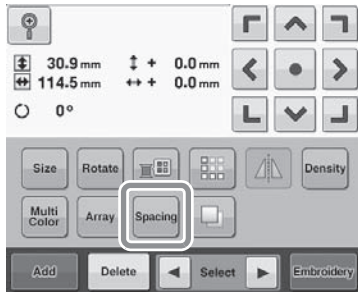 30.9 mm + 0.0 mm
114.5 mm + 0.0 mm
0°
Size Rotate Density
Multi Color Array Spacing
Add Delete Select Embroidery